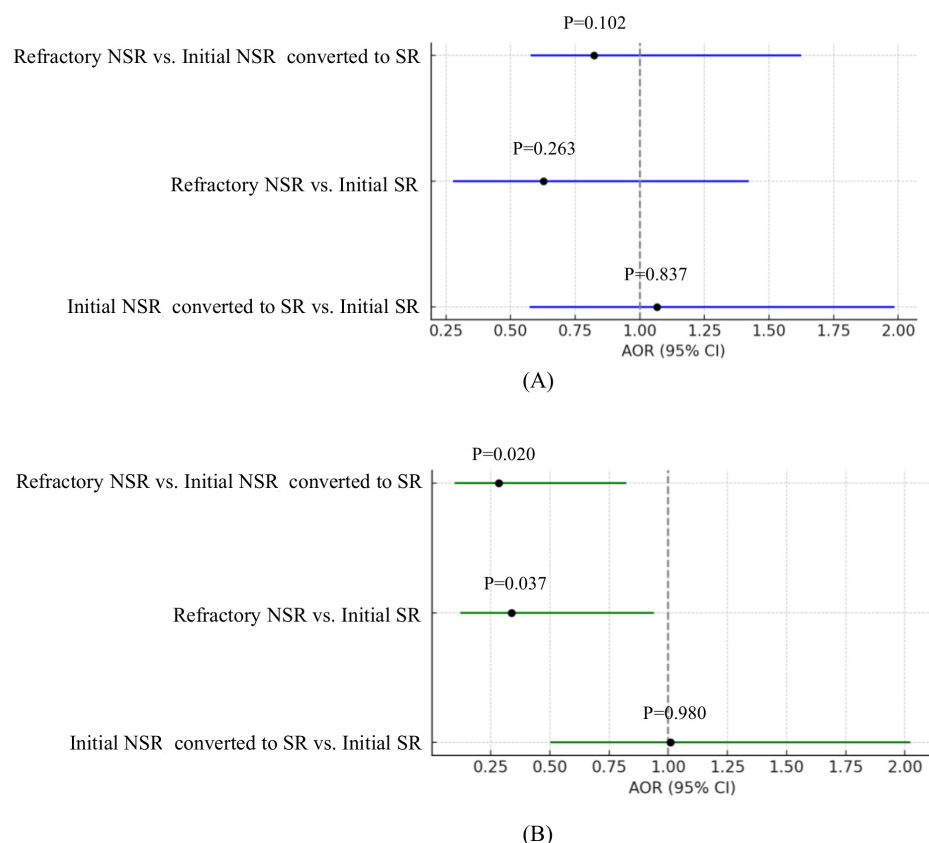 P=0.102
Refractory NSR vs. Initial NSR converted to SR
P=0.263
Refractory NSR vs. Initial SR
P=0.837
Initial NSR converted to SR vs. Initial SR
0.25 0.50 0.75 1.00 1.25 1.50 1.75 2.00
AOR (95% CI)
(A)
P=0.020
Refractory NSR vs. Initial NSR converted to SR
P=0.037
Refractory NSR vs. Initial SR
P=0.980
Initial NSR converted to SR vs. Initial SR
0.25 0.50 0.75 1.00 1.25 1.50 1.75 2.00
AOR (95% CI)
(B)